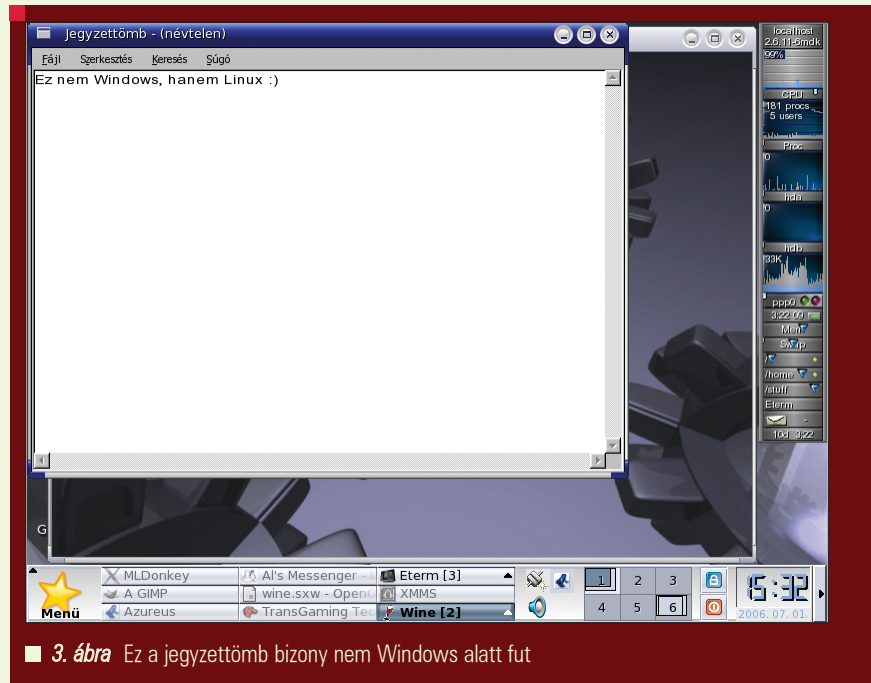 Jegyzettömb - (névtelen)
Fájl Szerkesztés Keresés Súgó
Ez nem Windows, hanem Linux :)
localhost
2.6.11-6mdk
99%
CPU
181 procs
5 users
Proc
0
hda
0
hdb
33K
ppp0
3:22:09
Mem
Swap
/
/home
/stuff
Eterm
10d 3:22
G
Menü
MLDonkey
A GIMP
Azureus
Al's Messenger -
wine.sxw - Open
TransGaming Tec
Eterm [3]
XMMS
Wine [2]
1 2 3
4 5 6
15:32
2006. 07. 01.
3. ábra Ez a jegyzettömb bizony nem Windows alatt fut